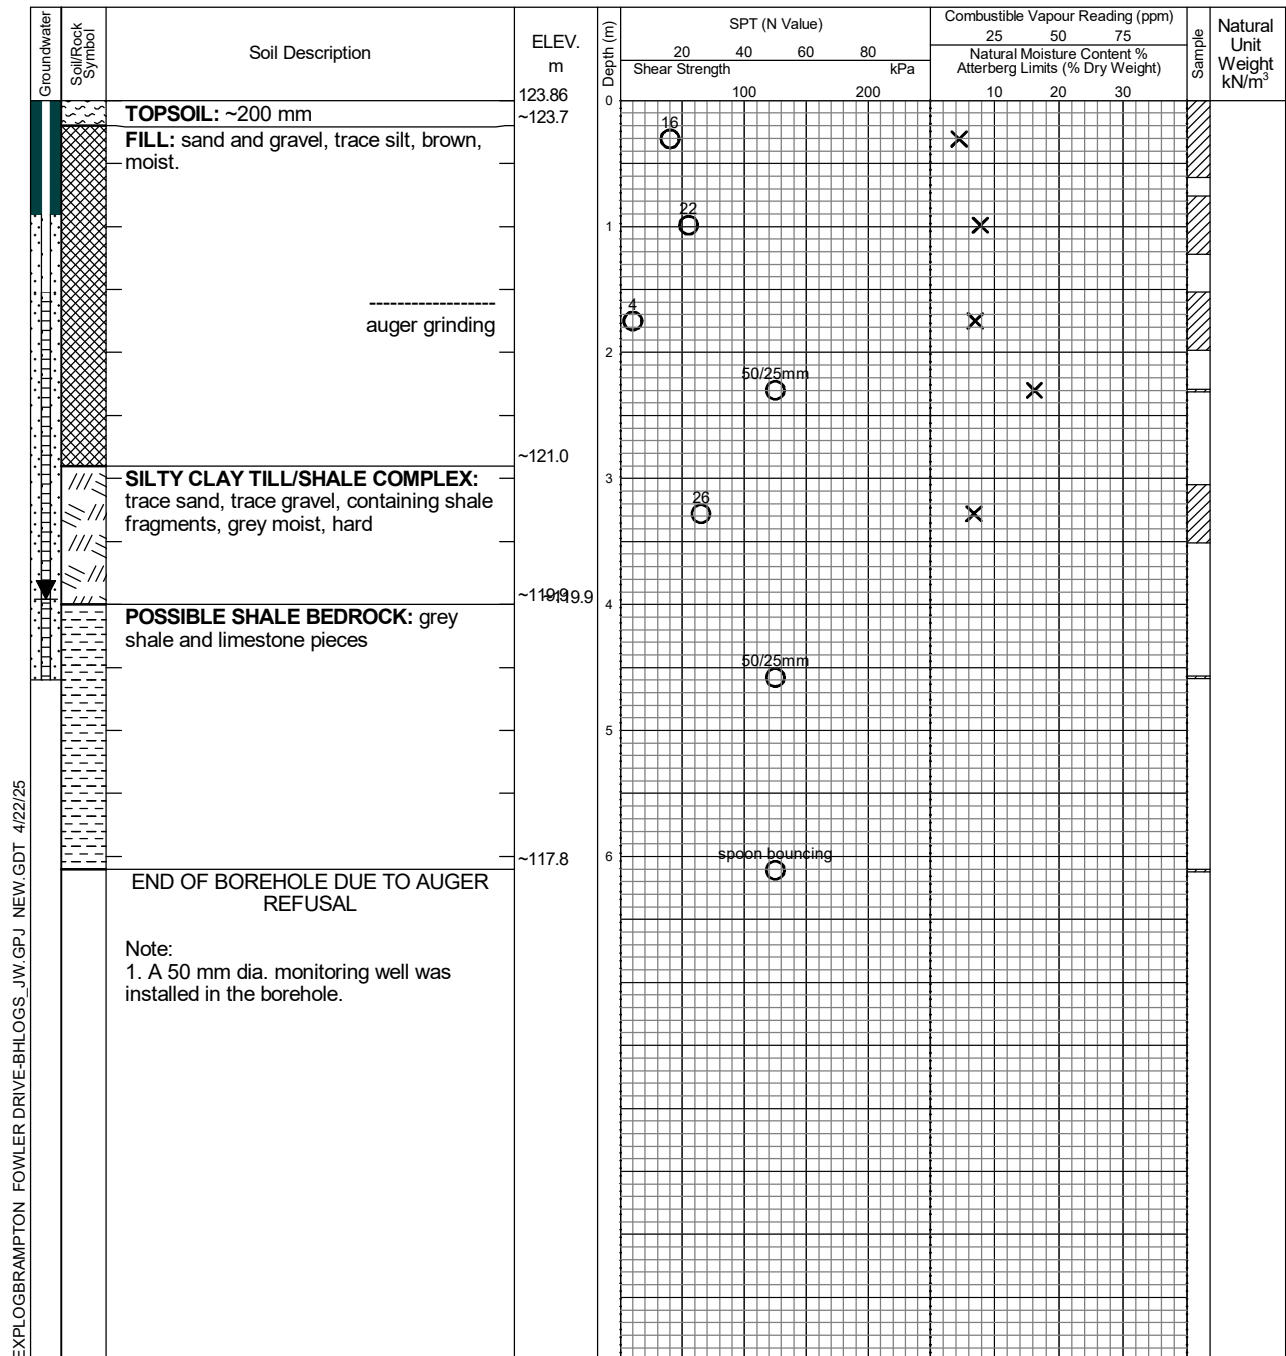 Groundwater
Soil/Rock
Symbol
Soil Description
ELEV.
m
Depth (m)
SPT (N Value)
20 40 60 80
Shear Strength kPa
100 200
Combustible Vapour Reading (ppm)
25 50 75
Natural Moisture Content %
Atterberg Limits (% Dry Weight)
10 20 30
Sample
Natural
Unit
Weight
kN/m³
123.86
0
TOPSOIL: ~200 mm
~123.7
FILL: sand and gravel, trace silt, brown,
moist.
16
22
1
------------------
auger grinding
4
2
50/25mm
~121.0
SILTY CLAY TILL/SHALE COMPLEX:
trace sand, trace gravel, containing shale
fragments, grey moist, hard
3
26
~119.9
~119.9
4
POSSIBLE SHALE BEDROCK: grey
shale and limestone pieces
50/25mm
5
~117.8
6
spoon bouncing
END OF BOREHOLE DUE TO AUGER
REFUSAL
Note:
1. A 50 mm dia. monitoring well was
installed in the borehole.
EXPLOGBRAMPTON FOWLER DRIVE-BHLOGS_JW.GPJ NEW.GDT 4/22/25